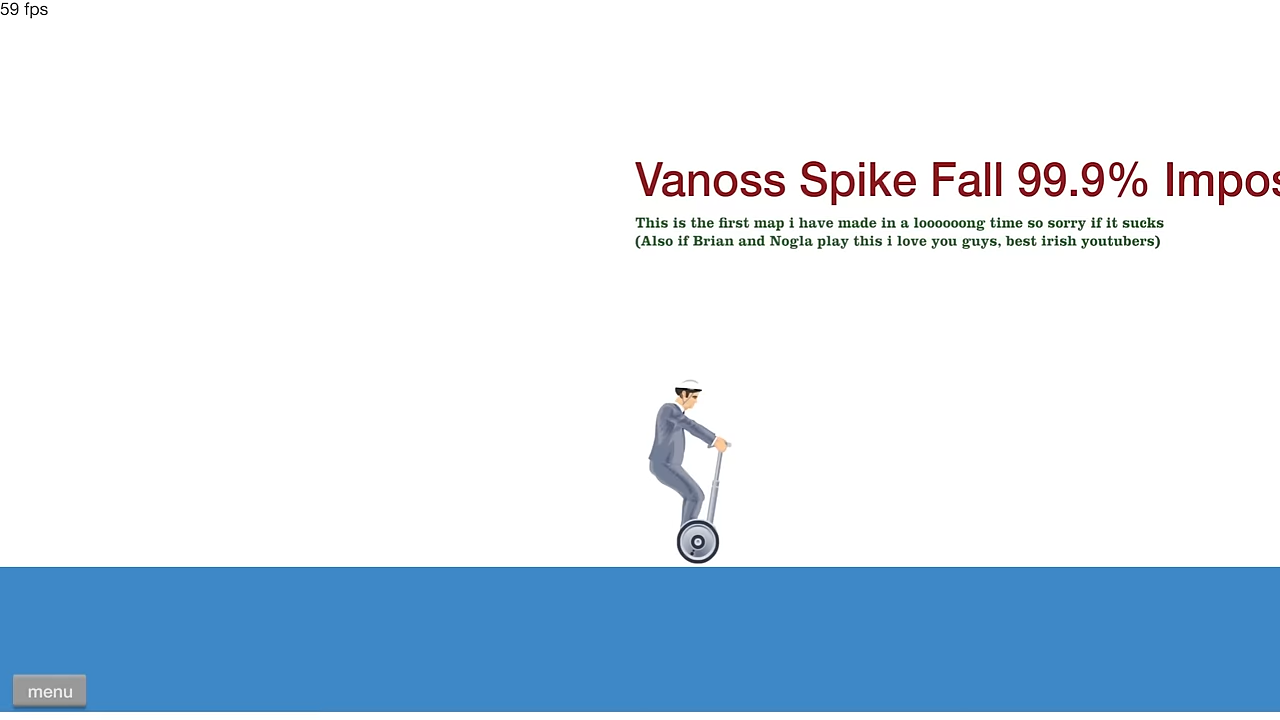 59 fps
Vanoss Spike Fall 99.9% Impos
This is the first map i have made in a loooooong time so sorry if it sucks
(Also if Brian and Nogla play this i love you guys, best irish youtubers)
menu